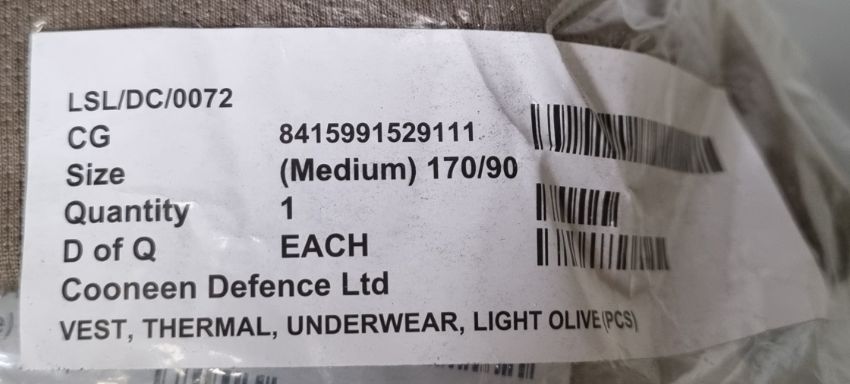 LSL/DC/0072
CG 8415991529111
Size (Medium) 170/90
Quantity 1
D of Q EACH
Cooneen Defence Ltd
VEST, THERMAL, UNDERWEAR, LIGHT OLIVE (PCS)